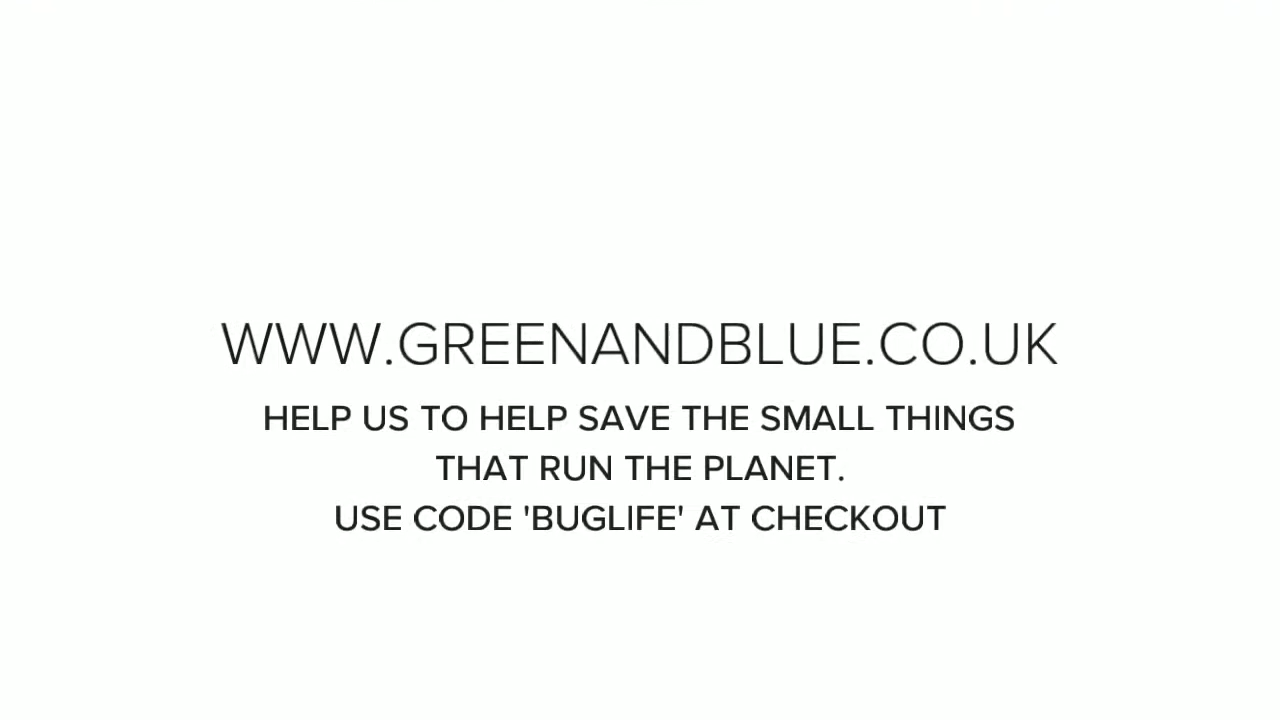 WWW.GREENANDBLUE.CO.UK
HELP US TO HELP SAVE THE SMALL THINGS
THAT RUN THE PLANET.
USE CODE 'BUGLIFE' AT CHECKOUT